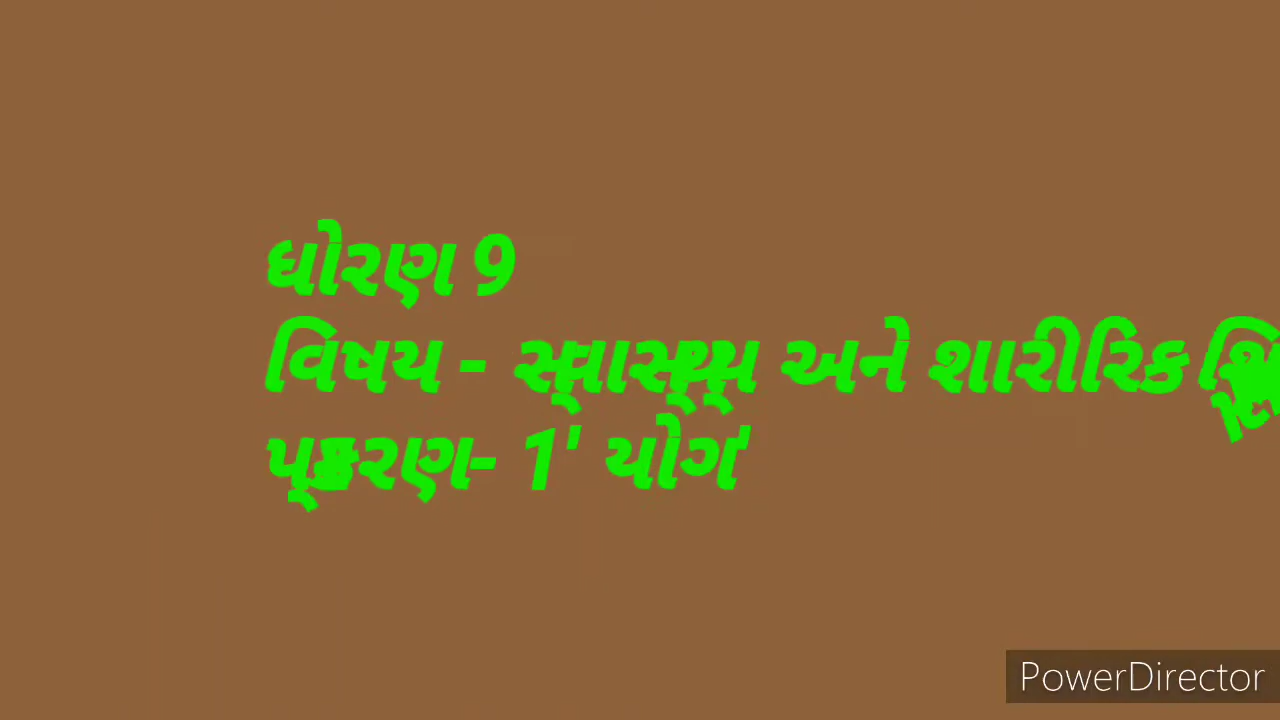 ધોરણ 9
વિષય - સ્વાસ્થ્ય અને શારીરિક
પ્રકરણ- 1' યોગ'
PowerDirector